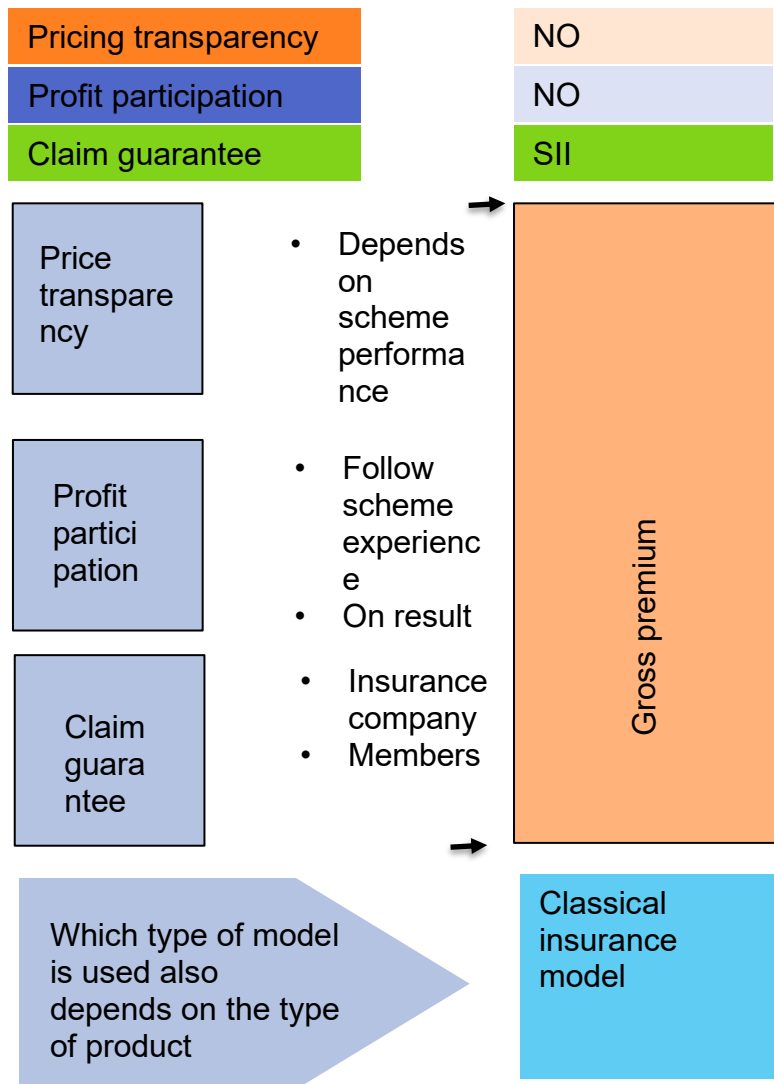 Pricing transparency
NO
Profit participation
NO
Claim guarantee
SII
Price
transpare
ncy
• Depends
on
scheme
performa
nce
Profit
partici
pation
• Follow
scheme
experienc
e
• On result
Claim
guara
ntee
• Insurance
company
• Members
Gross premium
Which type of model
is used also
depends on the type
of product
Classical
insurance
model